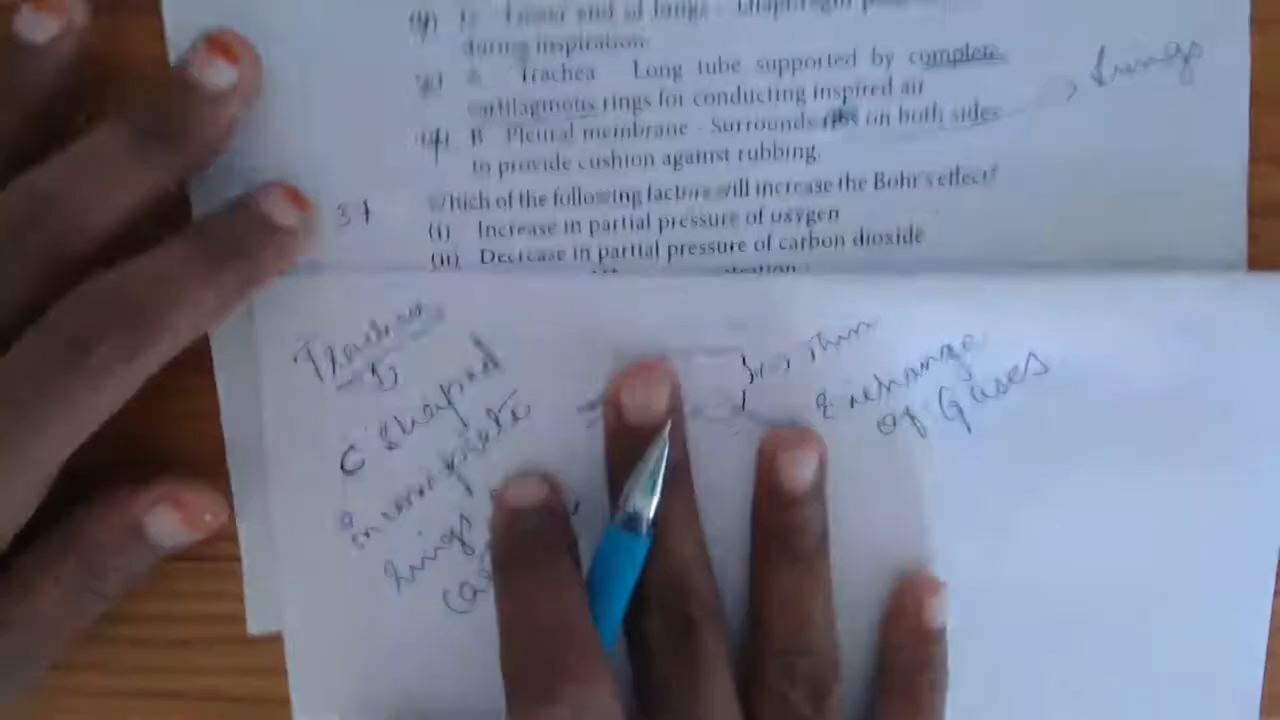 during inspiration
Trachea Long tube supported by complete
cartilaginous rings for conducting inspired air
B Pleural membrane - Surrounds ribs on both sides
to provide cushion against rubbing.
Lungs
37 Which of the following factors will increase the Bohr's effect?
(i) Increase in partial pressure of oxygen
(ii) Decrease in partial pressure of carbon dioxide
Trachea
C shaped
incomplete
rings
thin
Exchange
of Gases